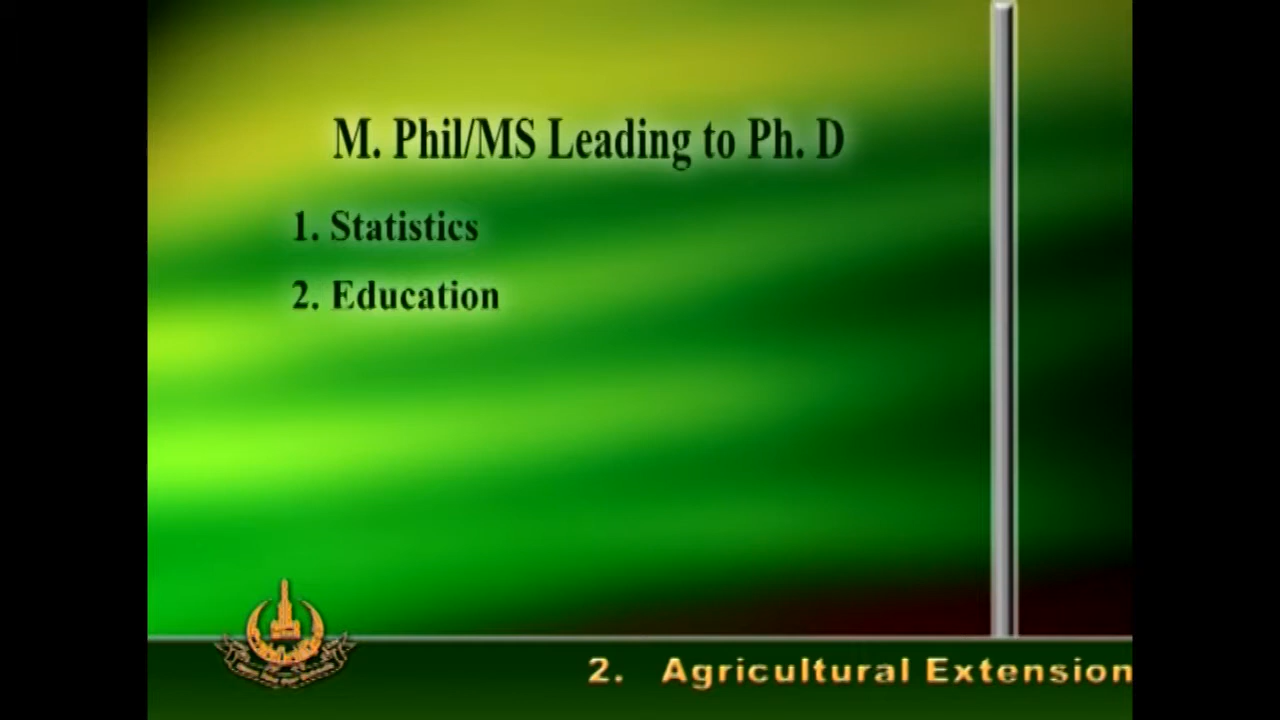 M. Phil/MS Leading to Ph. D
1. Statistics
2. Education
2. Agricultural Extension